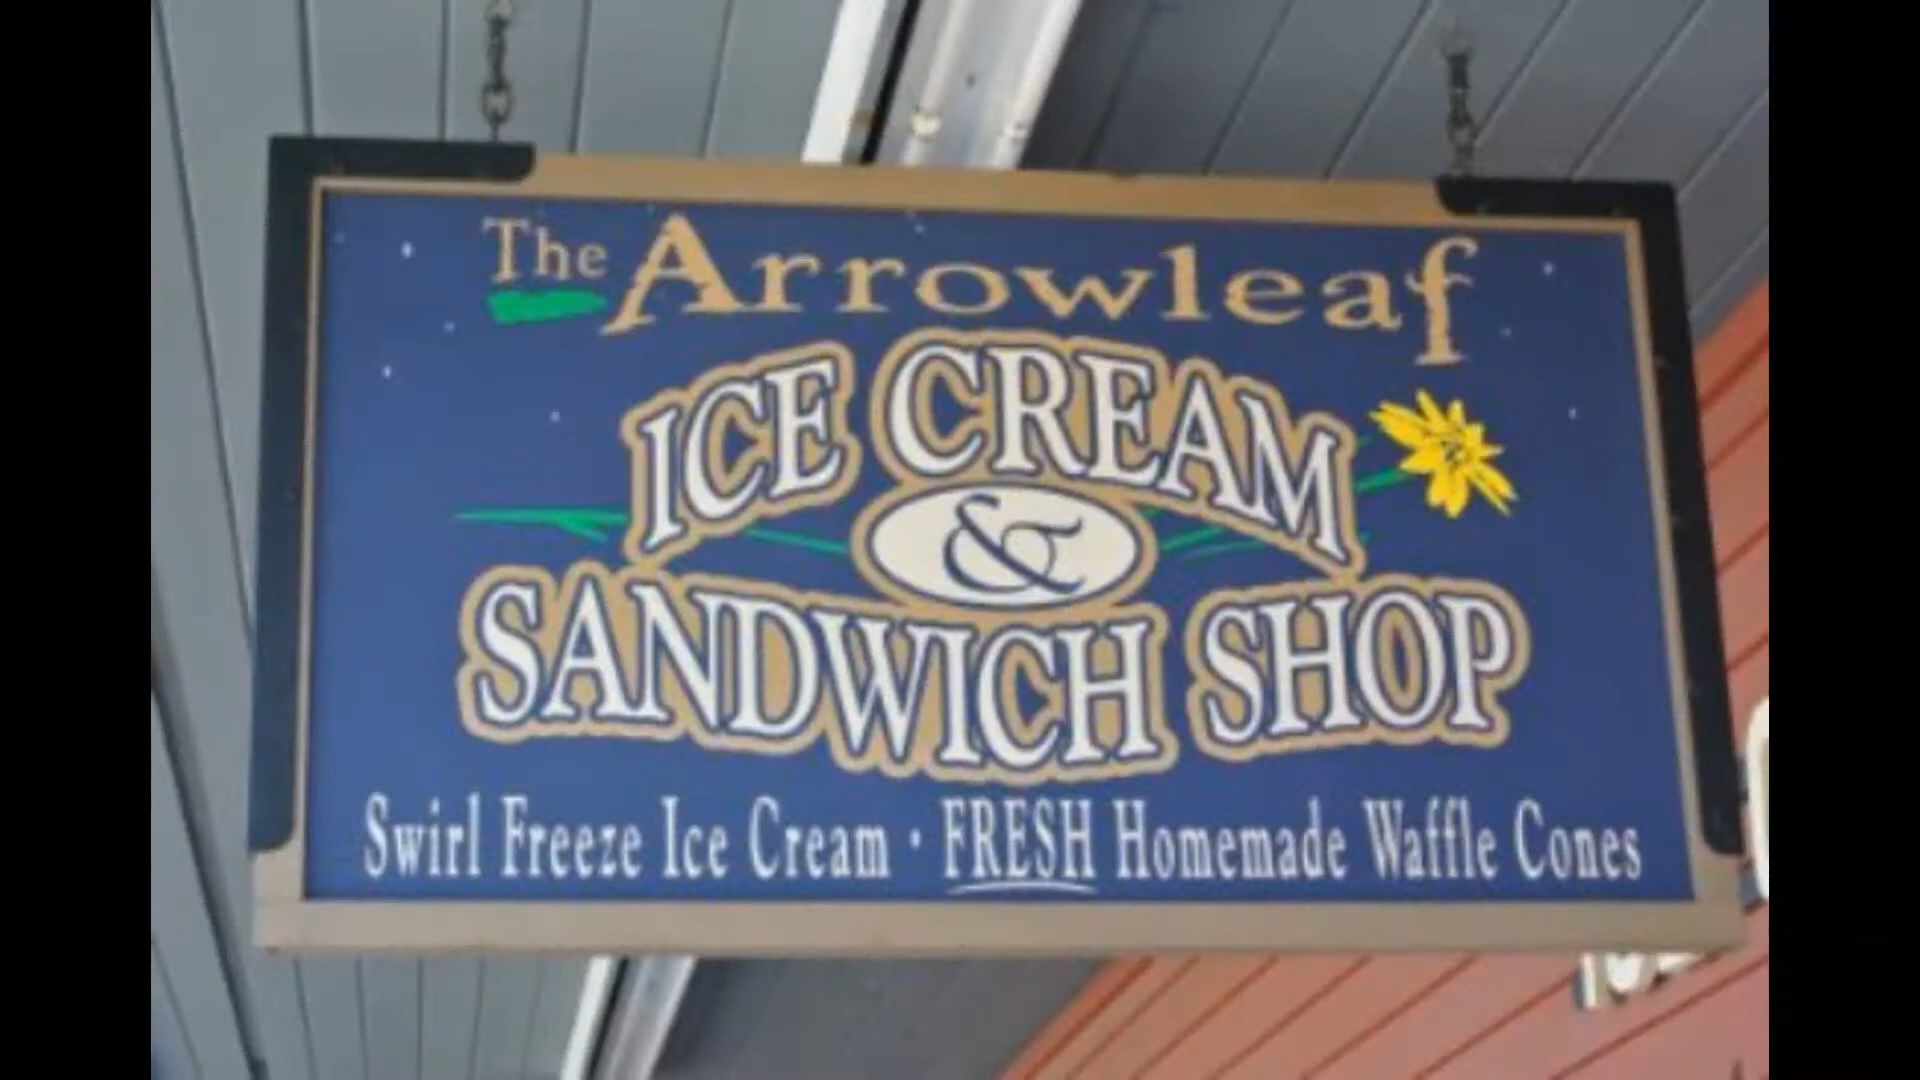 The Arrowleaf
ICE CREAM
&
SANDWICH SHOP
Swirl Freeze Ice Cream · FRESH Homemade Waffle Cones